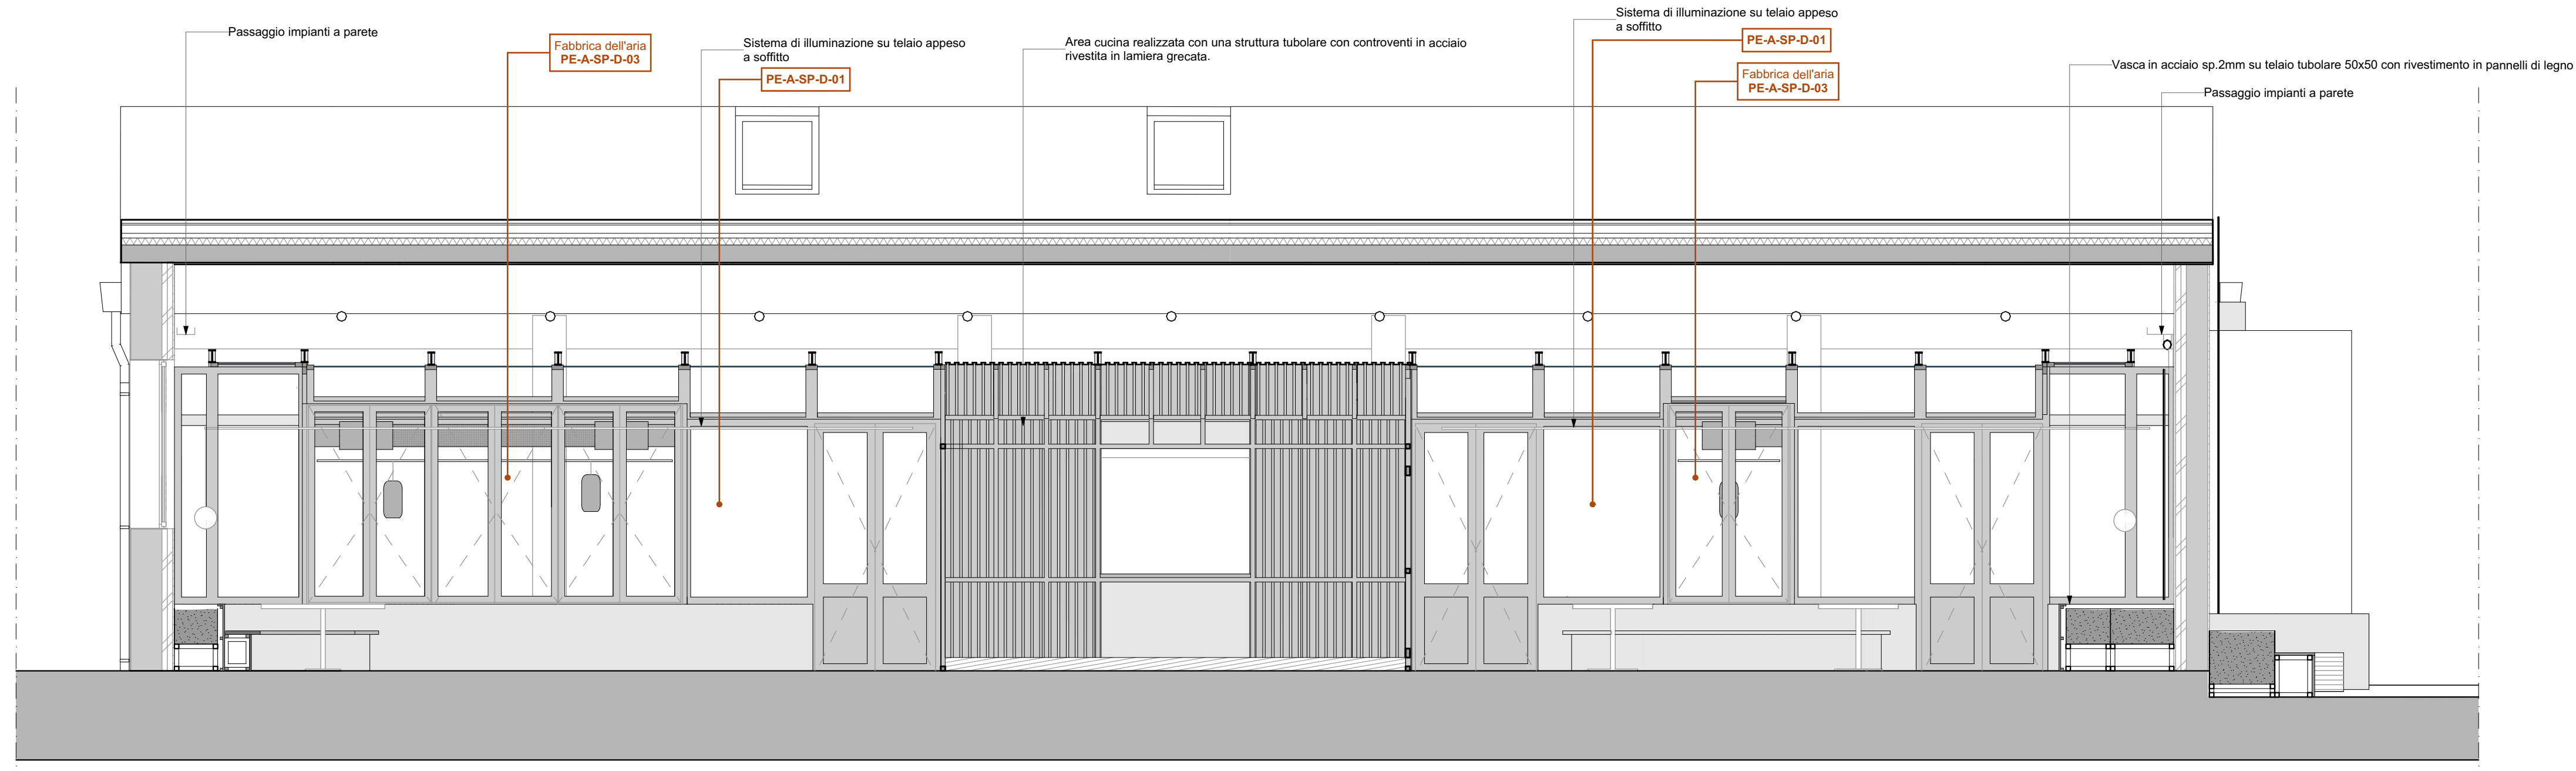 Passaggio impianti a parete
Fabbrica dell'aria
PE-A-SP-D-03
Sistema di illuminazione su telaio appeso
a soffitto
PE-A-SP-D-01
Area cucina realizzata con una struttura tubolare con controventi in acciaio
rivestita in lamiera grecata.
Sistema di illuminazione su telaio appeso
a soffitto
PE-A-SP-D-01
Fabbrica dell'aria
PE-A-SP-D-03
Vasca in acciaio sp.2mm su telaio tubolare 50x50 con rivestimento in pannelli di legno
Passaggio impianti a parete